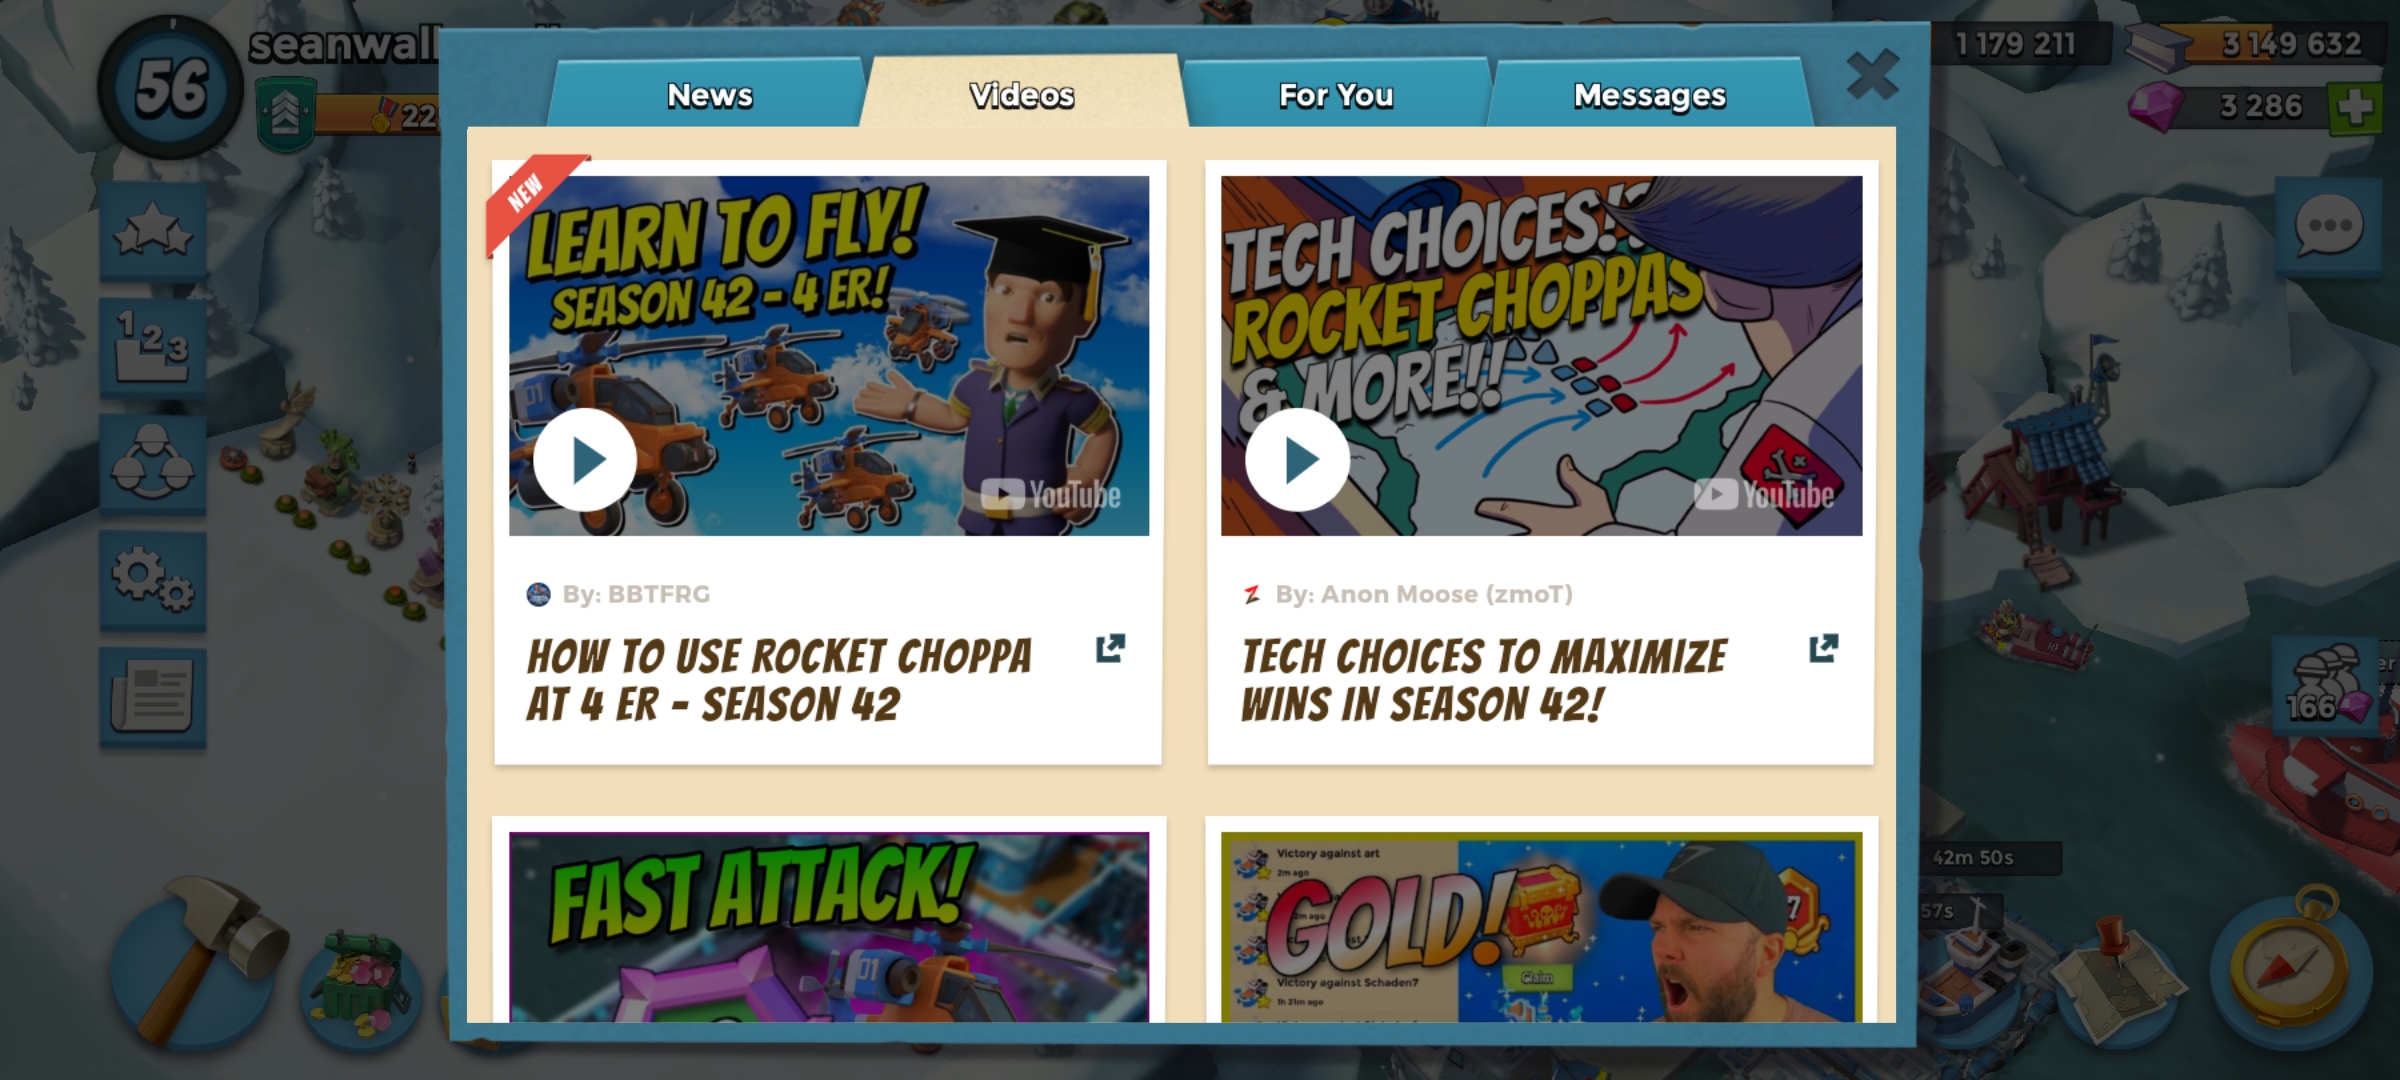 56
seanwall
22
1 179 211
3 149 632
3 286
News
Videos
For You
Messages
NEW
LEARN TO FLY!
SEASON 42 - 4 ER!
01
YouTube
By: BBTFRG
HOW TO USE ROCKET CHOPPA
AT 4 ER - SEASON 42
TECH CHOICES!!
ROCKET CHOPPAS
& MORE!!
YouTube
By: Anon Moose (zmoT)
TECH CHOICES TO MAXIMIZE
WINS IN SEASON 42!
FAST ATTACK!
01
Victory against art
2m ago
GOLD!
2m ago
Claim
7
Victory against Schaden7
1h 31m ago
1 2 3
166
42m 50s
57s